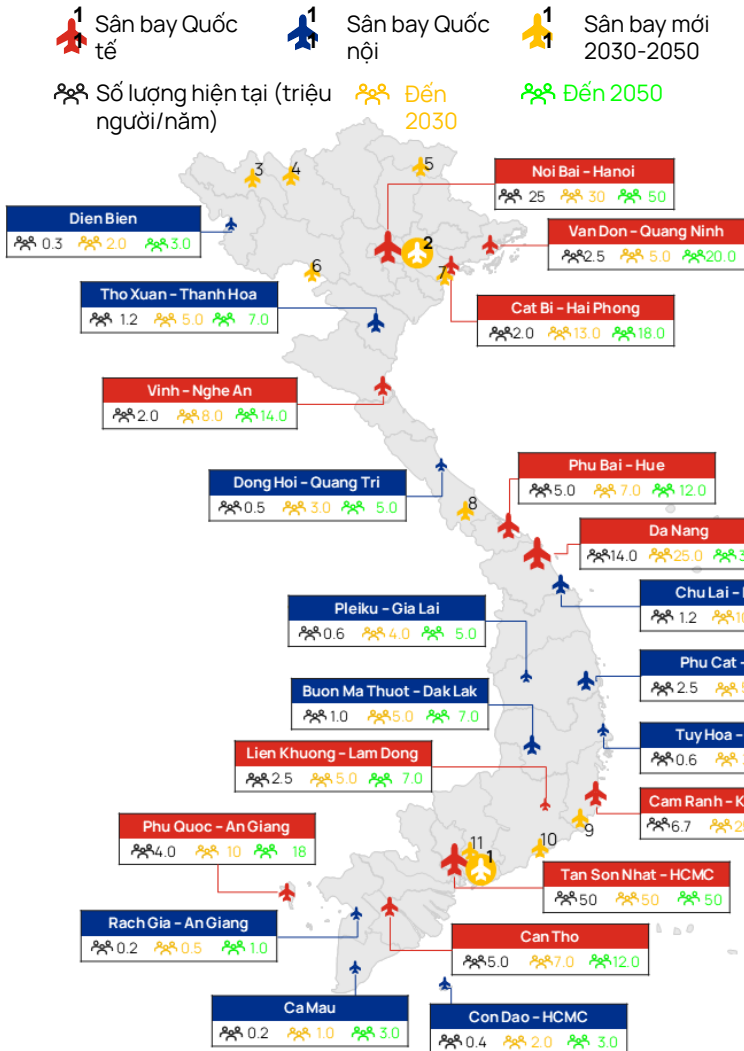 1 1 Sân bay Quốc tế
1 1 Sân bay Quốc nội
1 1 Sân bay mới 2030-2050
Số lượng hiện tại (triệu người/năm)
Đến 2030
Đến 2050
3
4
5
Noi Bai – Hanoi
25 30 50
Dien Bien
0.3 2.0 3.0
2
Van Don – Quang Ninh
2.5 5.0 20.0
6
7
Tho Xuan – Thanh Hoa
1.2 5.0 7.0
Cat Bi – Hai Phong
2.0 13.0 18.0
Vinh – Nghe An
2.0 8.0 14.0
Phu Bai – Hue
5.0 7.0 12.0
Dong Hoi – Quang Tri
0.5 3.0 5.0
8
Da Nang
14.0 25.0 3
Chu Lai –
1.2
Pleiku – Gia Lai
0.6 4.0 5.0
Phu Cat –
2.5
Buon Ma Thuot – Dak Lak
1.0 5.0 7.0
Tuy Hoa –
0.6
Lien Khuong – Lam Dong
2.5 5.0 7.0
Cam Ranh – K
6.7
9
10
11
1
Phu Quoc – An Giang
4.0 10 18
Tan Son Nhat – HCMC
50 50 50
Rach Gia – An Giang
0.2 0.5 1.0
Can Tho
5.0 7.0 12.0
Ca Mau
0.2 1.0 3.0
Con Dao – HCMC
0.4 2.0 3.0